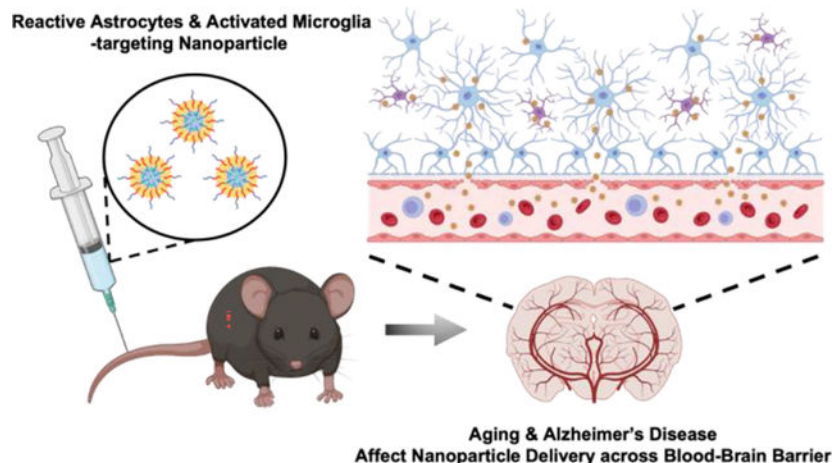 Reactive Astrocytes & Activated Microglia
-targeting Nanoparticle
Aging & Alzheimer's Disease
Affect Nanoparticle Delivery across Blood-Brain Barrier